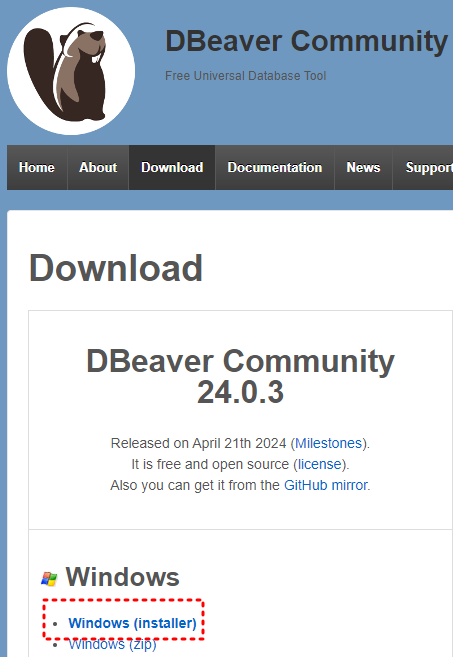 DBeaver Community
Free Universal Database Tool
Home About Download Documentation News Support
Download
DBeaver Community
24.0.3
Released on April 21th 2024 (Milestones).
It is free and open source (license).
Also you can get it from the GitHub mirror.
Windows
Windows (installer)
Windows (zip)